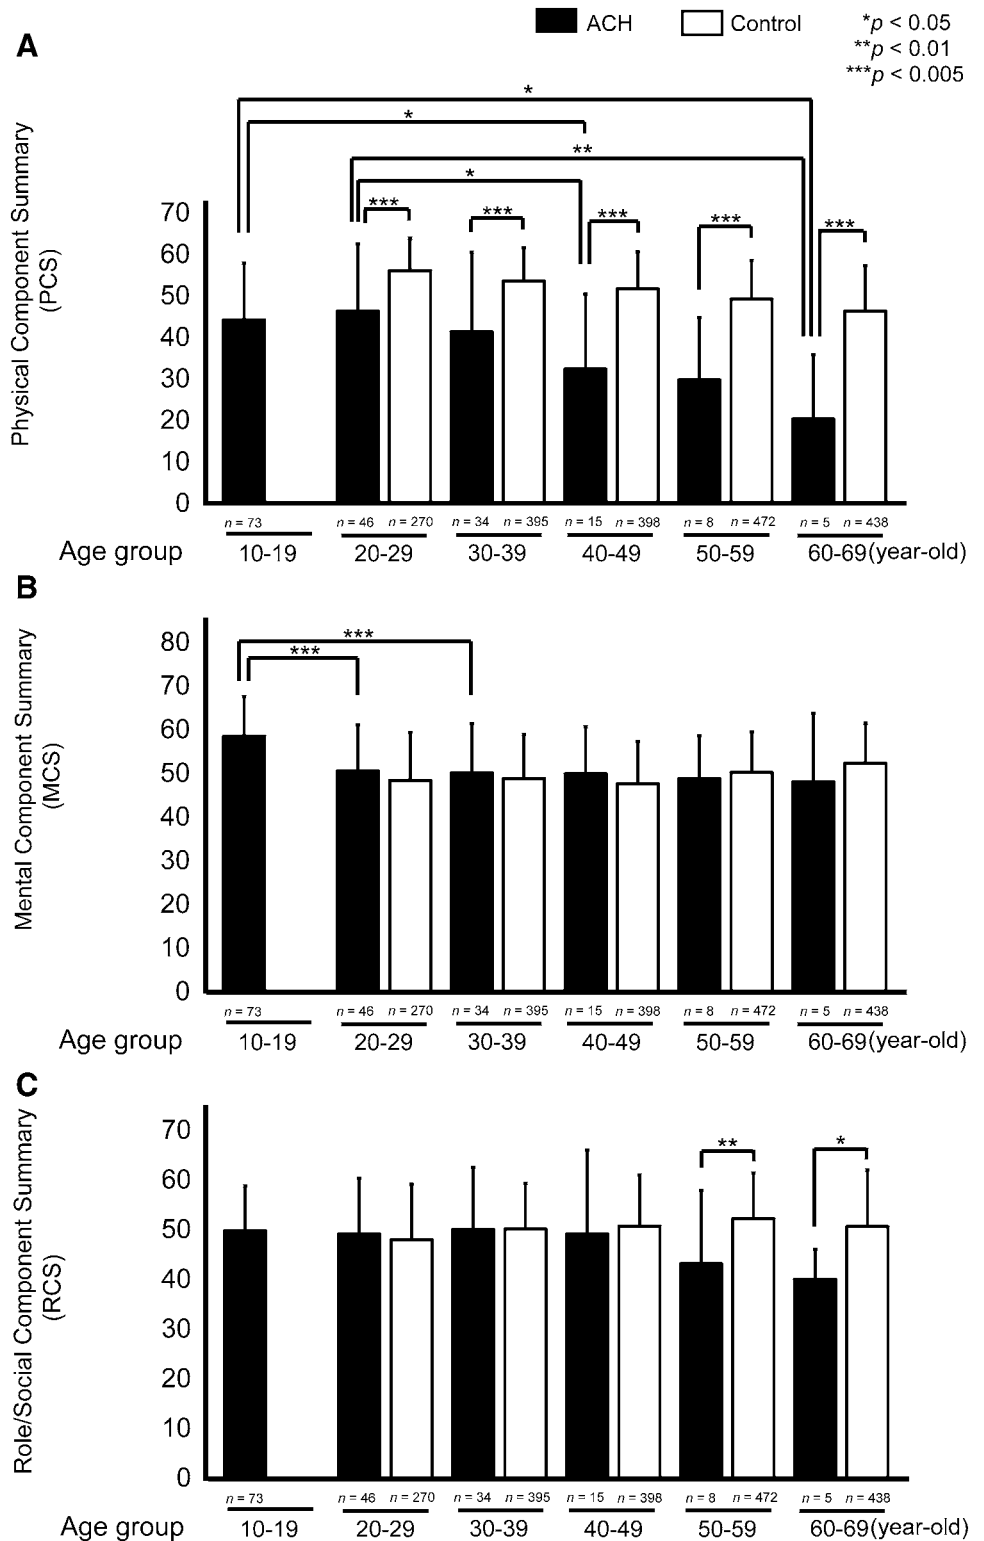 ACH Control *p < 0.05
**p < 0.01
***p < 0.005
A
Physical Component Summary
(PCS)
*
*
**
*
*** *** *** *** ***
70
60
50
40
30
20
10
0
n = 73 n = 46 n = 270 n = 34 n = 395 n = 15 n = 398 n = 8 n = 472 n = 5 n = 438
Age group 10-19 20-29 30-39 40-49 50-59 60-69(year-old)
B
Mental Component Summary
(MCS)
***
***
80
70
60
50
40
30
20
10
0
n = 73 n = 46 n = 270 n = 34 n = 395 n = 15 n = 398 n = 8 n = 472 n = 5 n = 438
Age group 10-19 20-29 30-39 40-49 50-59 60-69(year-old)
C
Role/Social Component Summary
(RCS)
** *
70
60
50
40
30
20
10
0
n = 73 n = 46 n = 270 n = 34 n = 395 n = 15 n = 398 n = 8 n = 472 n = 5 n = 438
Age group 10-19 20-29 30-39 40-49 50-59 60-69(year-old)